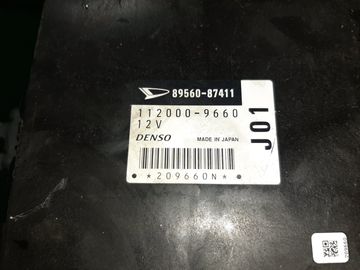 89560-87411
112000-9660
12V
DENSO MADE IN JAPAN
J01
*209660N*